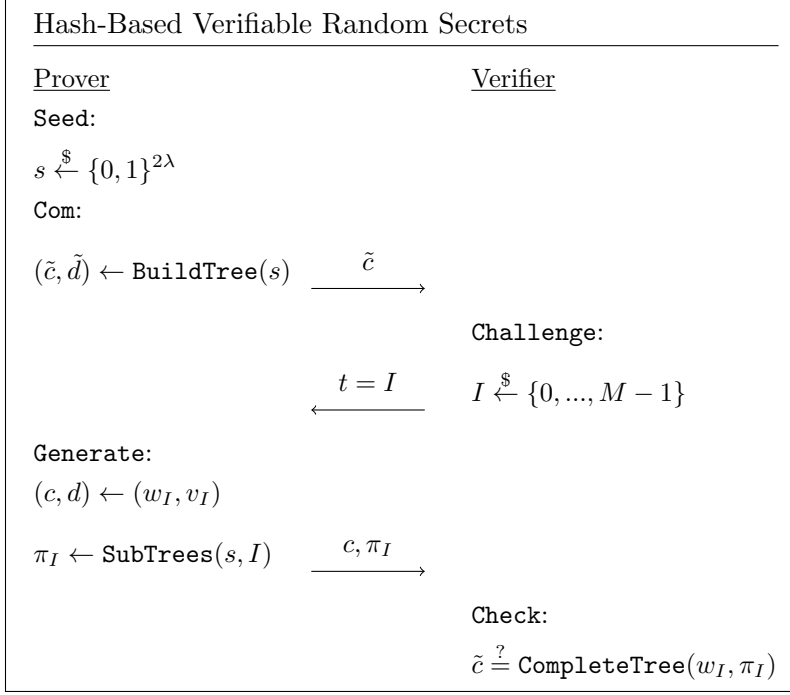 Hash-Based Verifiable Random Secrets
Prover Verifier
Seed:
s ←$ {0, 1}^{2λ}
Com:
(c̃, d̃) ← BuildTree(s) c̃
Challenge:
t = I I ←$ {0, ..., M − 1}
Generate:
(c, d) ← (w_I, v_I)
π_I ← SubTrees(s, I) c, π_I
Check:
c̃ ≟ CompleteTree(w_I, π_I)